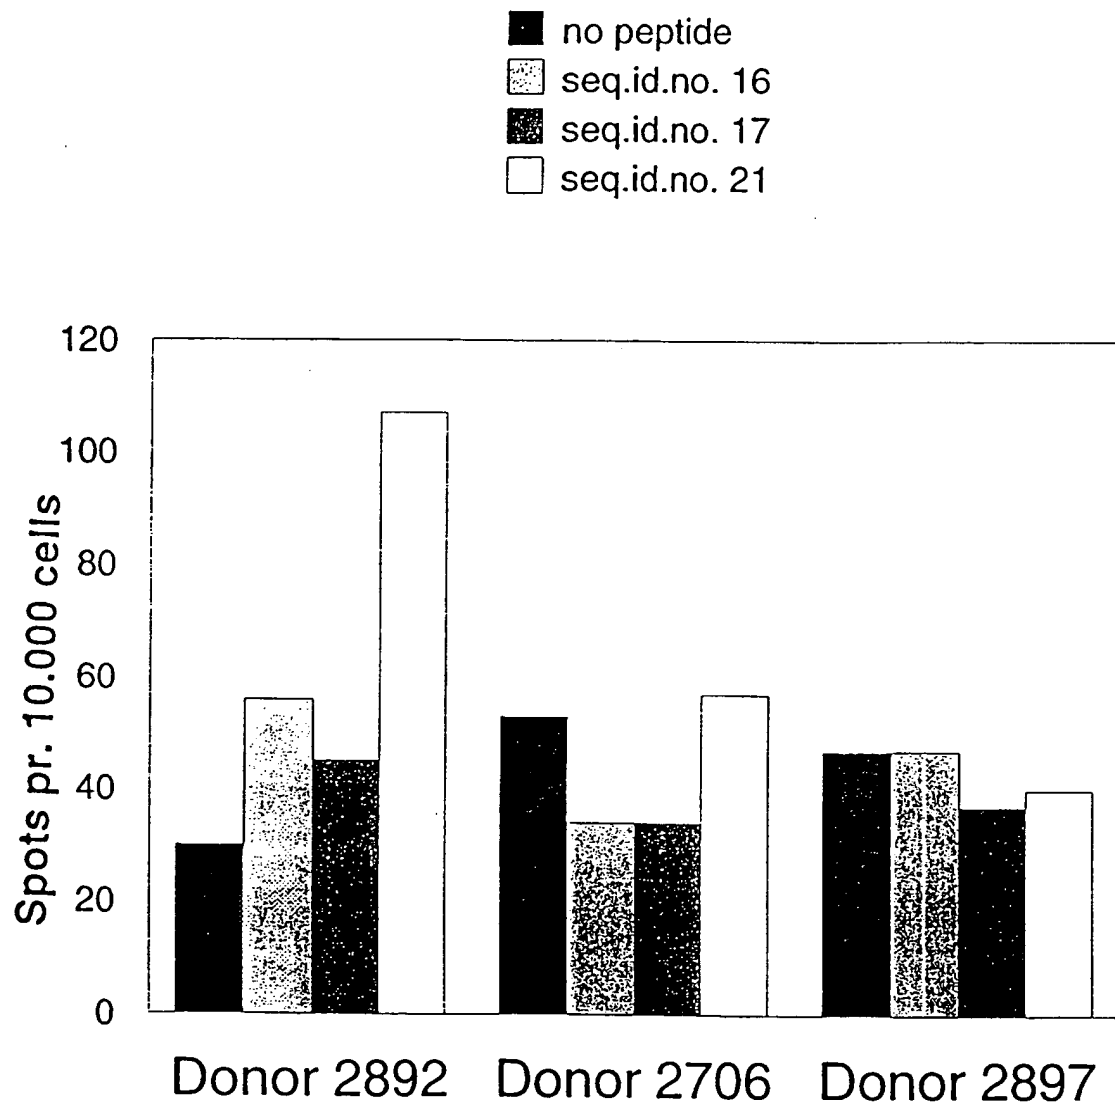 no peptide
seq.id.no. 16
seq.id.no. 17
seq.id.no. 21
120
100
80
60
40
20
0
Spots pr. 10.000 cells
Donor 2892
Donor 2706
Donor 2897